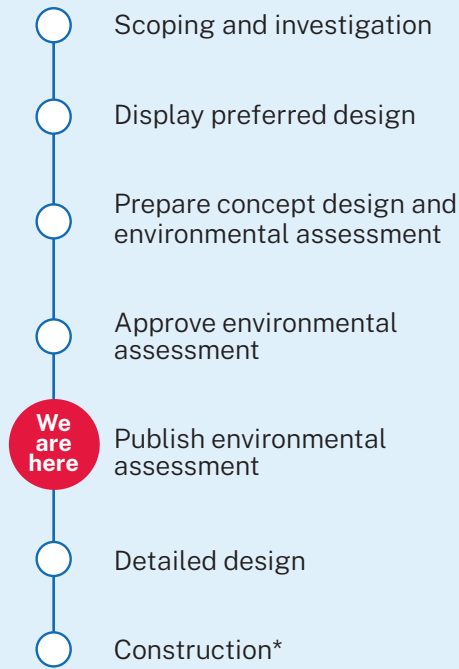 Scoping and investigation
Display preferred design
Prepare concept design and
environmental assessment
Approve environmental
assessment
We
are
here
Publish environmental
assessment
Detailed design
Construction*